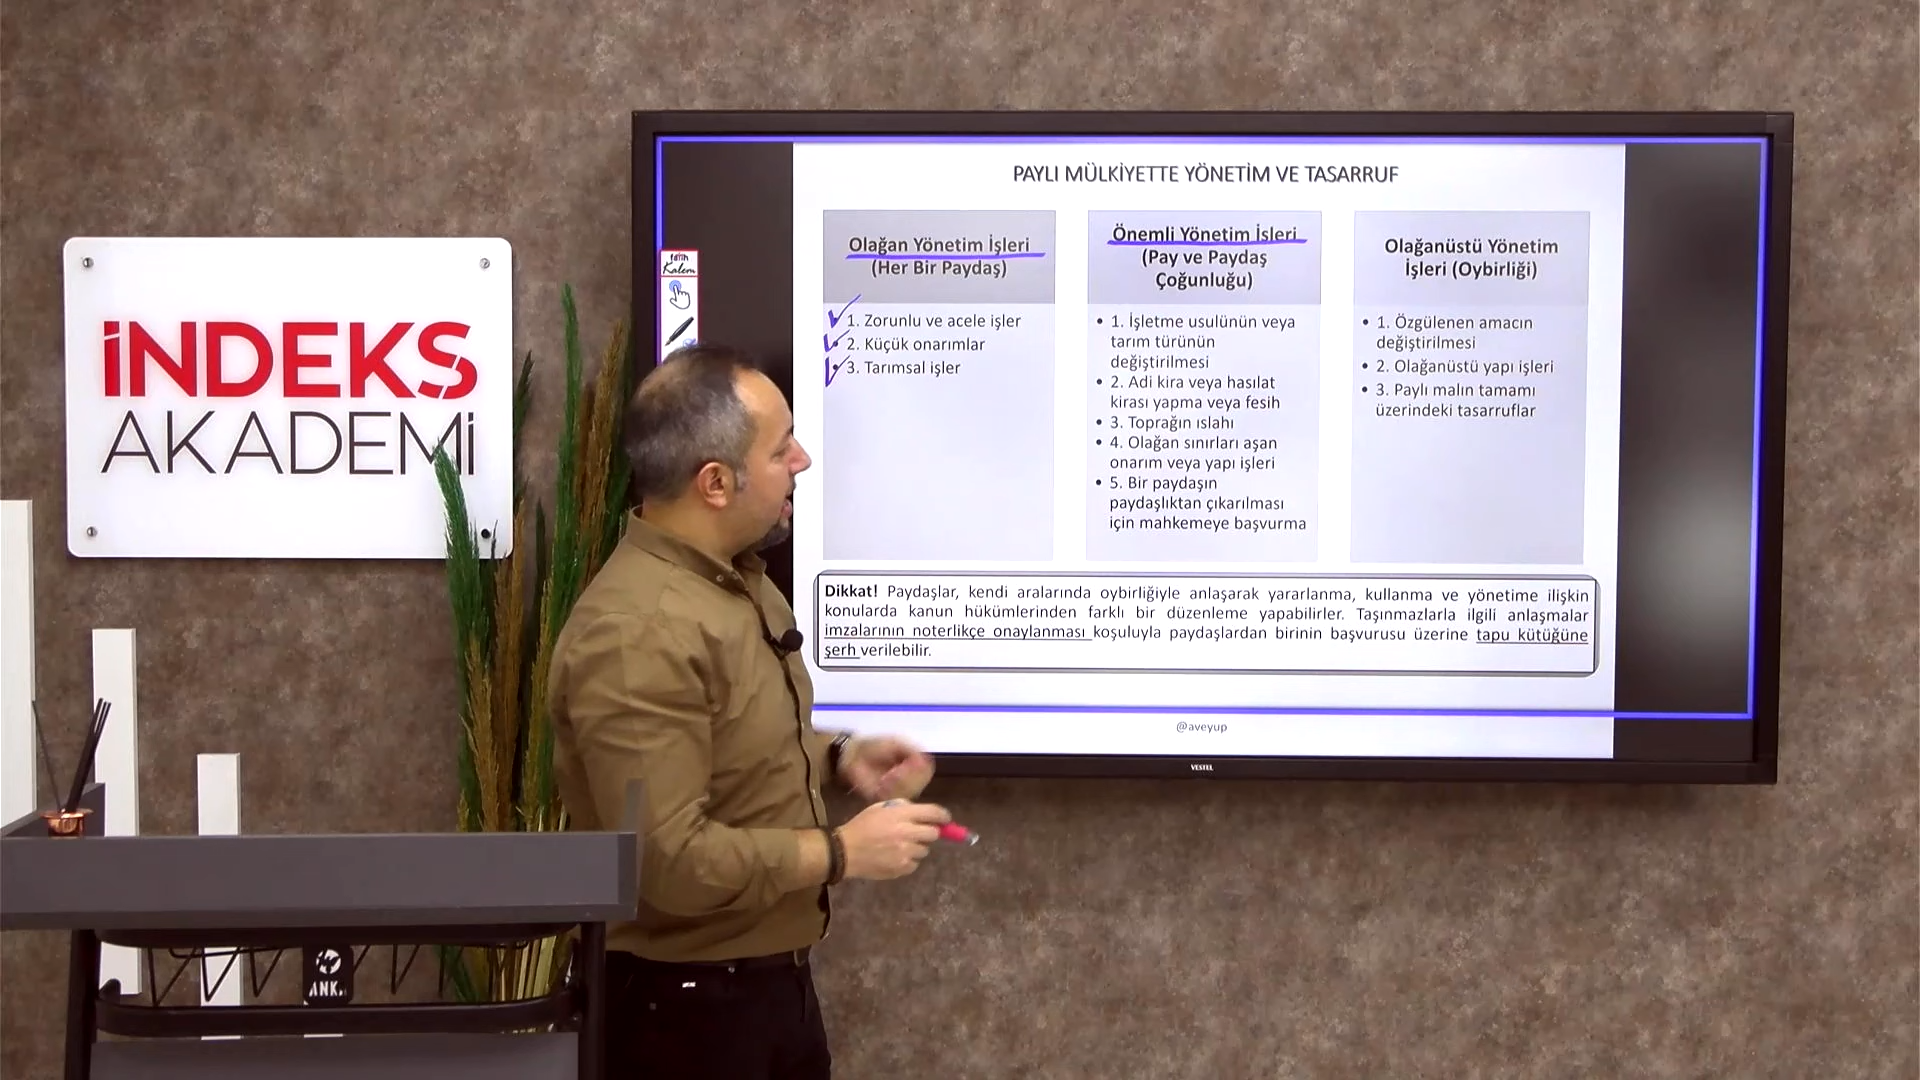 İNDEKS
AKADEMİ
fatih
Kalem
PAYLI MÜLKİYETTE YÖNETİM VE TASARRUF
Olağan Yönetim İşleri
(Her Bir Paydaş)
1. Zorunlu ve acele işler
2. Küçük onarımlar
3. Tarımsal işler
Önemli Yönetim İşleri
(Pay ve Paydaş
Çoğunluğu)
• 1. İşletme usulünün veya
tarım türünün
değiştirilmesi
• 2. Adi kira veya hasılat
kirası yapma veya fesih
• 3. Toprağın ıslahı
• 4. Olağan sınırları aşan
onarım veya yapı işleri
• 5. Bir paydaşın
paydaşlıktan çıkarılması
için mahkemeye başvurma
Olağanüstü Yönetim
İşleri (Oybirliği)
• 1. Özgülenen amacın
değiştirilmesi
• 2. Olağanüstü yapı işleri
• 3. Paylı malın tamamı
üzerindeki tasarruflar
Dikkat! Paydaşlar, kendi aralarında oybirliğiyle anlaşarak yararlanma, kullanma ve yönetime ilişkin
konularda kanun hükümlerinden farklı bir düzenleme yapabilirler. Taşınmazlarla ilgili anlaşmalar
imzalarının noterlikçe onaylanması koşuluyla paydaşlardan birinin başvurusu üzerine tapu kütüğüne
şerh verilebilir.
@aveyup
VESTEL